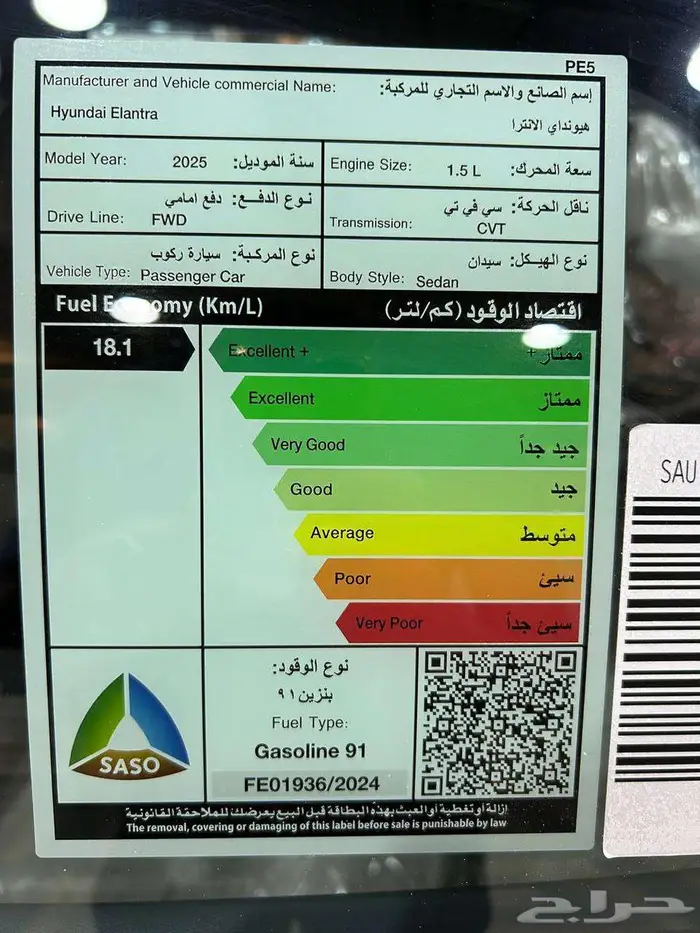 PE5
Manufacturer and Vehicle commercial Name: إسم الصانع والاسم التجاري للمركبة:
Hyundai Elantra
هيونداي الانترا
Model Year: 2025 سنة الموديل:
Engine Size: 1.5 L سعة المحرك:
نوع الدفع: دفع امامي
Drive Line: FWD
ناقل الحركة: سي في تي
Transmission: CVT
نوع المركبة: سيارة ركوب
Vehicle Type: Passenger Car
نوع الهيكل: سيدان
Body Style: Sedan
Fuel Economy (Km/L) اقتصاد الوقود (كم/لتر)
18.1
Excellent + ممتاز +
Excellent ممتاز
Very Good جيد جداً
Good جيد
Average متوسط
Poor سيئ
Very Poor سيئ جداً
SASO
نوع الوقود:
بنزين ٩١
Fuel Type:
Gasoline 91
FE01936/2024
إزالة أو تغطية أو العبث بهذه البطاقة قبل البيع يعرضك للملاحقة القانونية
The removal, covering or damaging of this label before sale is punishable by law
SAU
حراج